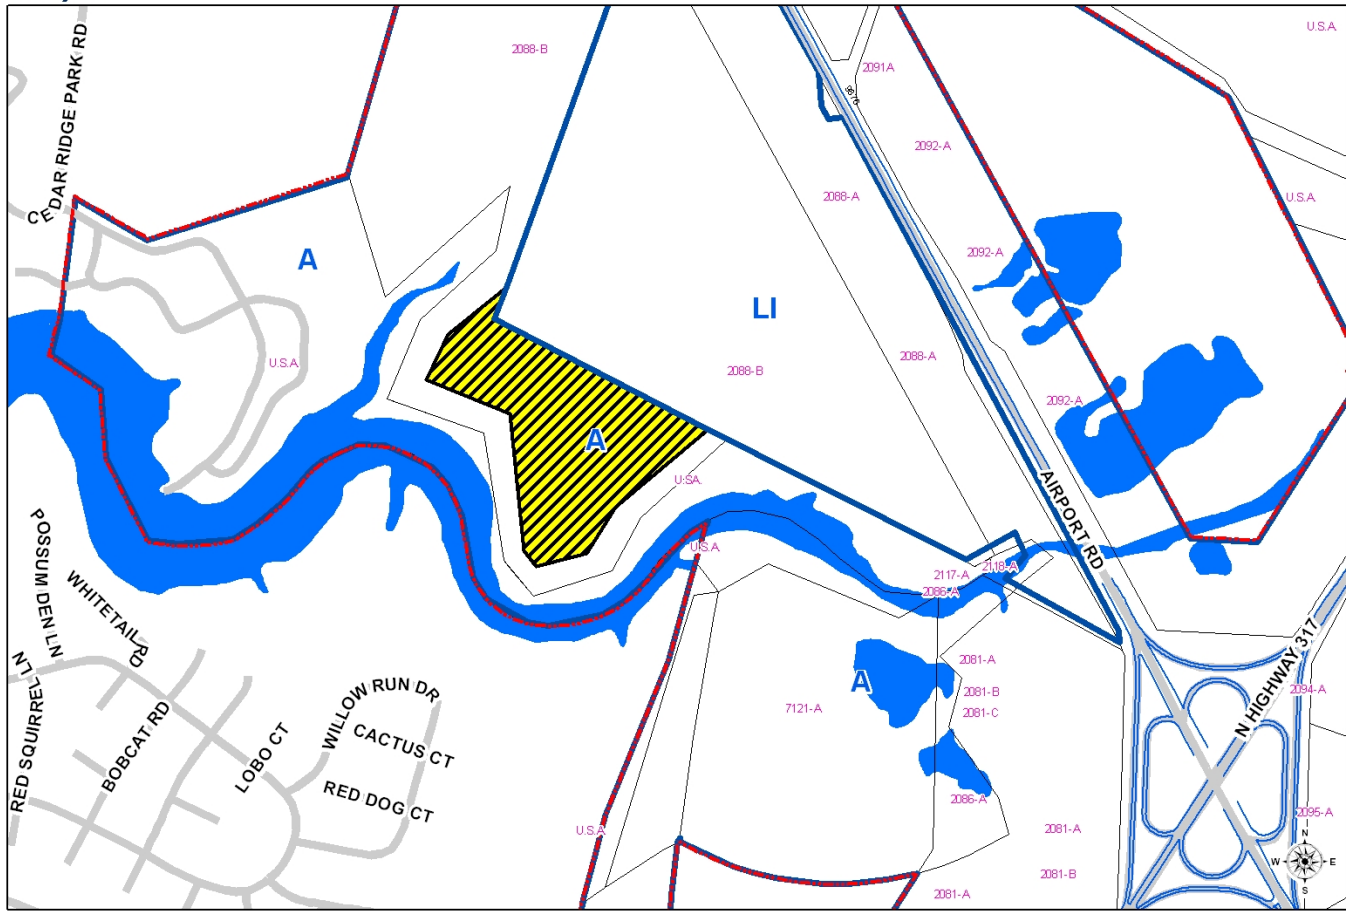 CEDAR RIDGE PARK RD
2088-B
U.S.A.
2091-A
9876
2092-A
2088-A
U.S.A.
2092-A
A
LI
2088-A
U.S.A.
2088-B
2092-A
A
U.S.A.
AIRPORT RD
U.S.A.
2118-A
2117-A
2086-A
POSSUM DEN LN
WHITETAIL RD
RED SQUIRREL LN
BOBCAT RD
LOBO CT
WILLOW RUN DR
CACTUS CT
RED DOG CT
2081-A
A
2081-B
2081-C
7121-A
N HIGHWAY 317
2094-A
2086-A
2095-A
U.S.A.
2081-A
2081-B
2081-A
N
W E
S